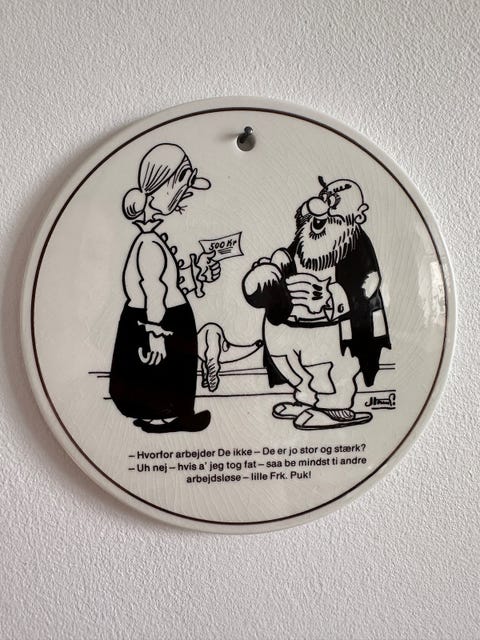 500 Kr
– Hvorfor arbejder De ikke – De er jo stor og stærk?
– Uh nej – hvis a' jeg tog fat – saa be mindst ti andre
arbejdsløse – lille Frk. Puk!